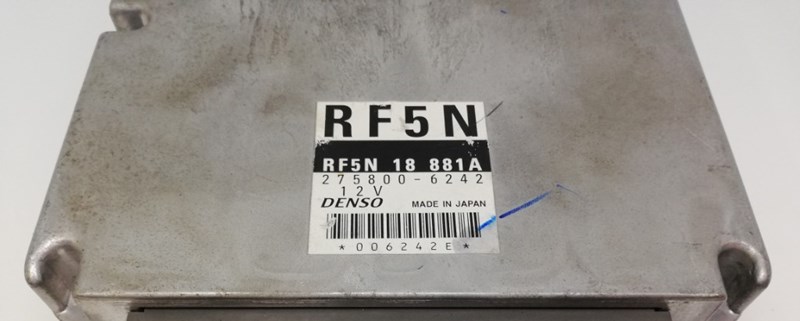 RF5N
RF5N 18 881A
275800-6242
12V
DENSO MADE IN JAPAN
*006242E*